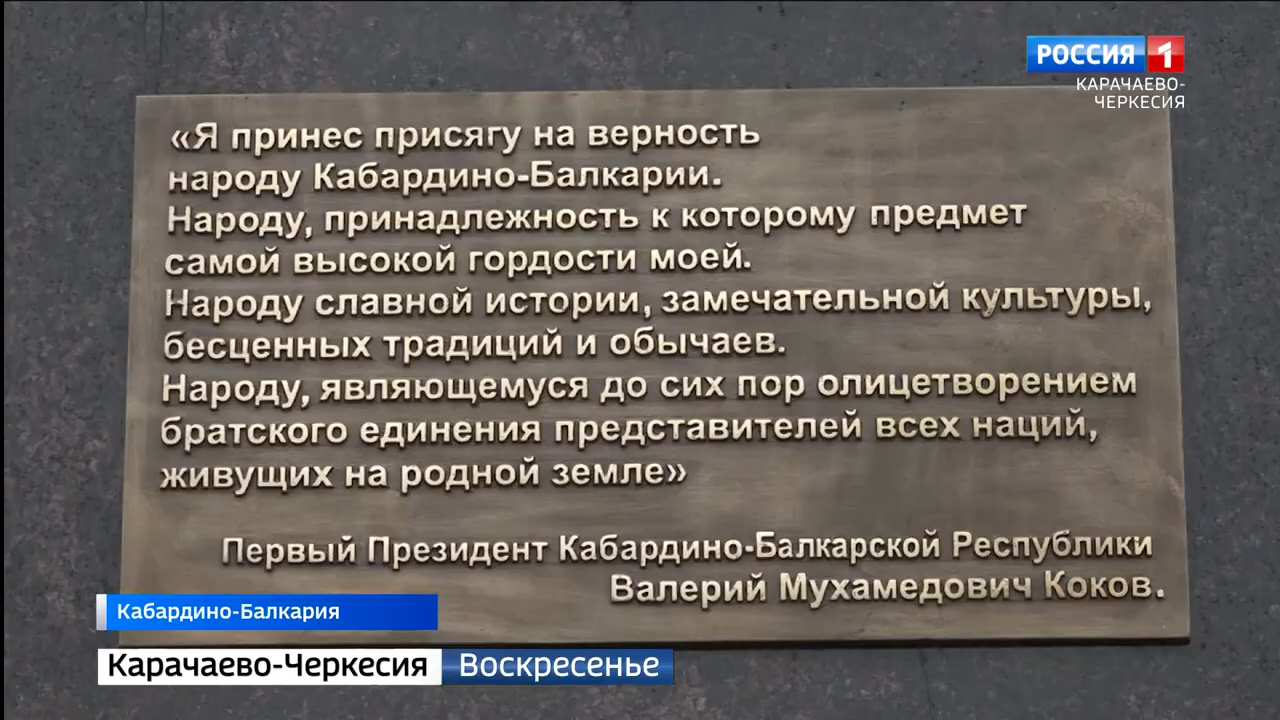 РОССИЯ 1
КАРАЧАЕВО-
ЧЕРКЕСИЯ
«Я принес присягу на верность
народу Кабардино-Балкарии.
Народу, принадлежность к которому предмет
самой высокой гордости моей.
Народу славной истории, замечательной культуры,
бесценных традиций и обычаев.
Народу, являющемуся до сих пор олицетворением
братского единения представителей всех наций,
живущих на родной земле»
Первый Президент Кабардино-Балкарской Республики
Валерий Мухамедович Коков.
Кабардино-Балкария
Карачаево-Черкесия Воскресенье